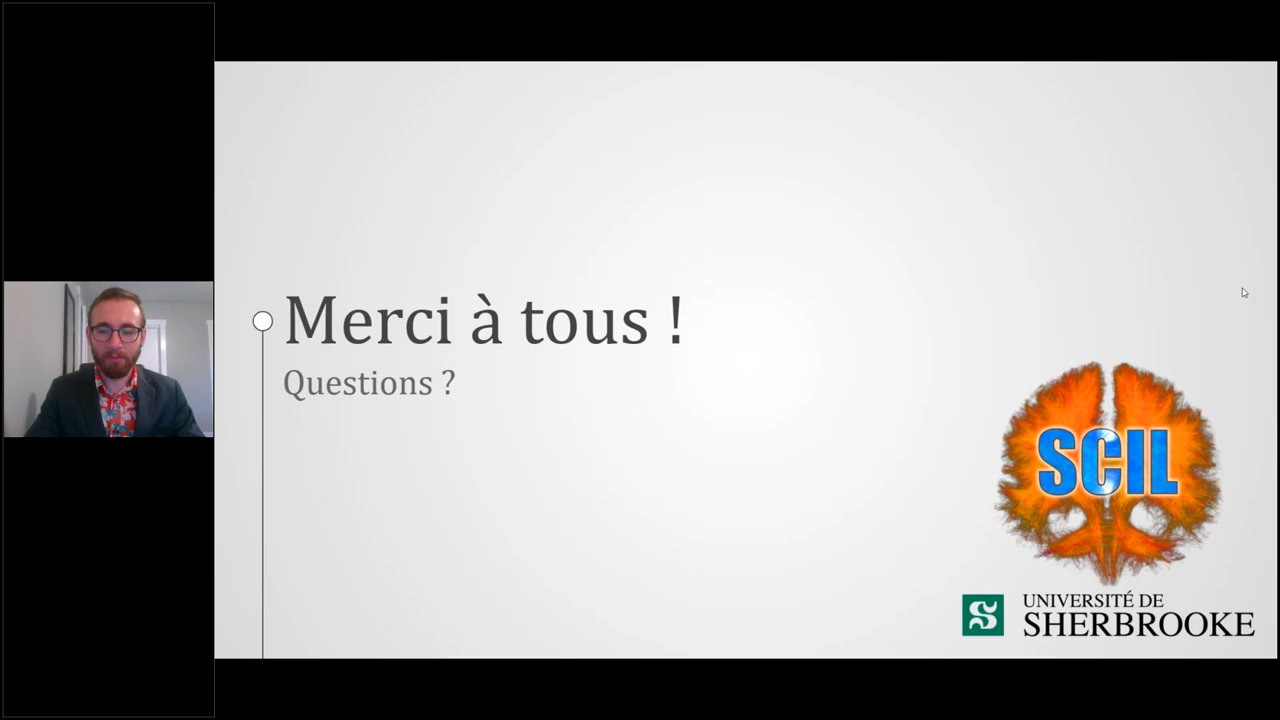 Merci à tous !
Questions ?
SCIL
UNIVERSITÉ DE
SHERBROOKE